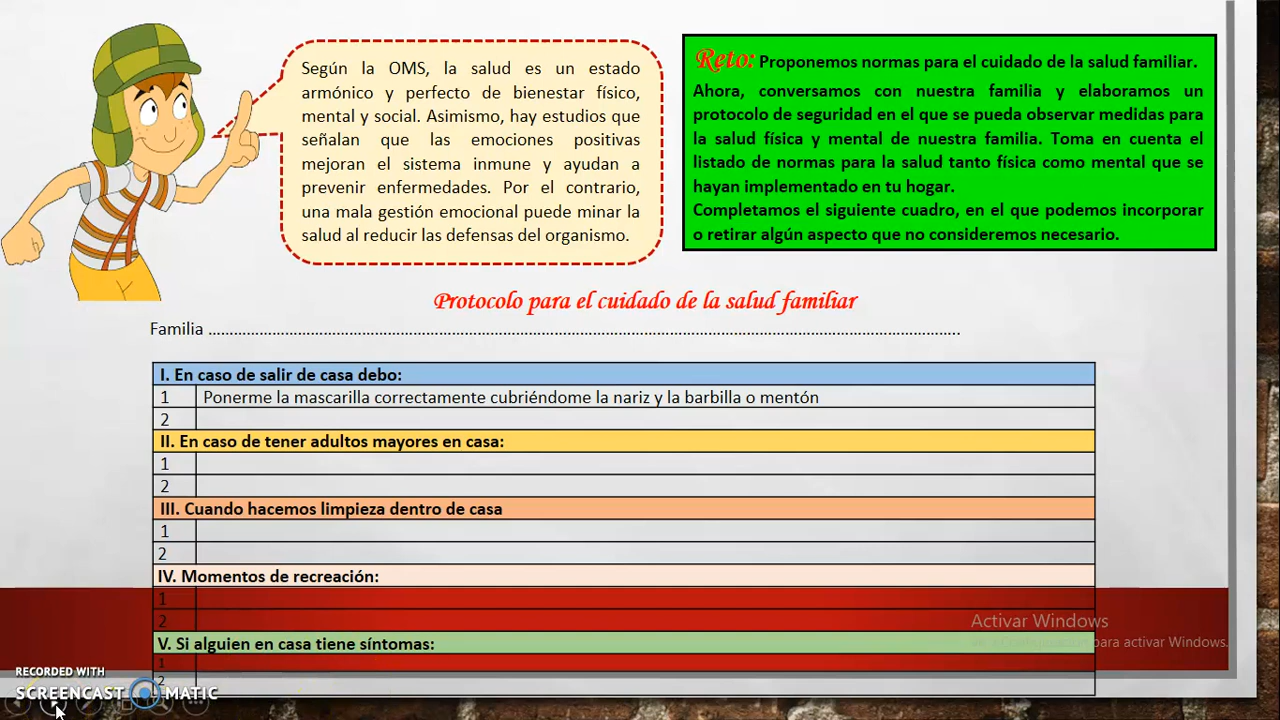 Según la OMS, la salud es un estado
armónico y perfecto de bienestar físico,
mental y social. Asimismo, hay estudios que
señalan que las emociones positivas
mejoran el sistema inmune y ayudan a
prevenir enfermedades. Por el contrario,
una mala gestión emocional puede minar la
salud al reducir las defensas del organismo.
Reto: Proponemos normas para el cuidado de la salud familiar.
Ahora, conversamos con nuestra familia y elaboramos un
protocolo de seguridad en el que se pueda observar medidas para
la salud física y mental de nuestra familia. Toma en cuenta el
listado de normas para la salud tanto física como mental que se
hayan implementado en tu hogar.
Completamos el siguiente cuadro, en el que podemos incorporar
o retirar algún aspecto que no consideremos necesario.
Protocolo para el cuidado de la salud familiar
Familia ……………………………………………………………………………………………………………………………………..
I. En caso de salir de casa debo:
1 Ponerme la mascarilla correctamente cubriéndome la nariz y la barbilla o mentón
2
II. En caso de tener adultos mayores en casa:
1
2
III. Cuando hacemos limpieza dentro de casa
1
2
IV. Momentos de recreación:
1
2
V. Si alguien en casa tiene síntomas:
1
2
Activar Windows
para activar Windows.
RECORDED WITH
SCREENCAST MATIC